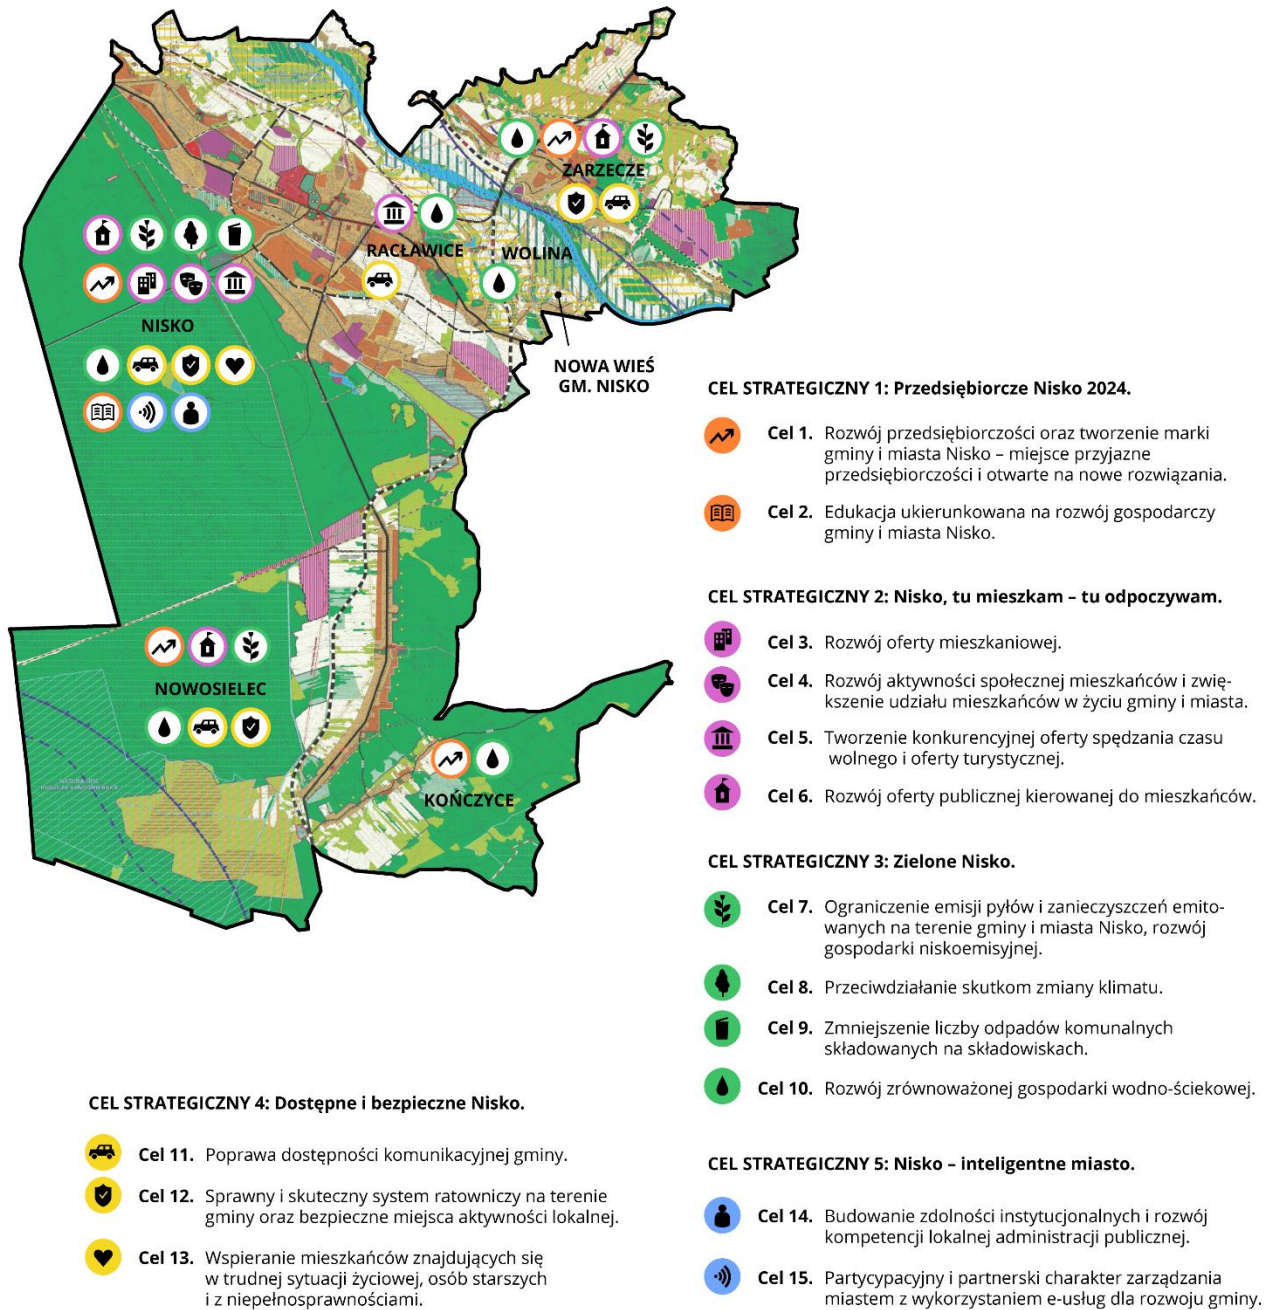 ZARZECZE
RACŁAWICE
WOLINA
NISKO
NOWA WIEŚ
GM. NISKO
NOWOSIELEC
KOŃCZYCE
CEL STRATEGICZNY 1: Przedsiębiorcze Nisko 2024.
Cel 1. Rozwój przedsiębiorczości oraz tworzenie marki
gminy i miasta Nisko – miejsce przyjazne
przedsiębiorczości i otwarte na nowe rozwiązania.
Cel 2. Edukacja ukierunkowana na rozwój gospodarczy
gminy i miasta Nisko.
CEL STRATEGICZNY 2: Nisko, tu mieszkam – tu odpoczywam.
Cel 3. Rozwój oferty mieszkaniowej.
Cel 4. Rozwój aktywności społecznej mieszkańców i zwię-
kszenie udziału mieszkańców w życiu gminy i miasta.
Cel 5. Tworzenie konkurencyjnej oferty spędzania czasu
wolnego i oferty turystycznej.
Cel 6. Rozwój oferty publicznej kierowanej do mieszkańców.
CEL STRATEGICZNY 3: Zielone Nisko.
Cel 7. Ograniczenie emisji pyłów i zanieczyszczeń emito-
wanych na terenie gminy i miasta Nisko, rozwój
gospodarki niskoemisyjnej.
Cel 8. Przeciwdziałanie skutkom zmiany klimatu.
Cel 9. Zmniejszenie liczby odpadów komunalnych
składowanych na składowiskach.
Cel 10. Rozwój zrównoważonej gospodarki wodno-ściekowej.
CEL STRATEGICZNY 4: Dostępne i bezpieczne Nisko.
Cel 11. Poprawa dostępności komunikacyjnej gminy.
Cel 12. Sprawny i skuteczny system ratowniczy na terenie
gminy oraz bezpieczne miejsca aktywności lokalnej.
Cel 13. Wspieranie mieszkańców znajdujących się
w trudnej sytuacji życiowej, osób starszych
i z niepełnosprawnościami.
CEL STRATEGICZNY 5: Nisko – inteligentne miasto.
Cel 14. Budowanie zdolności instytucjonalnych i rozwój
kompetencji lokalnej administracji publicznej.
Cel 15. Partycypacyjny i partnerski charakter zarządzania
miastem z wykorzystaniem e-usług dla rozwoju gminy.